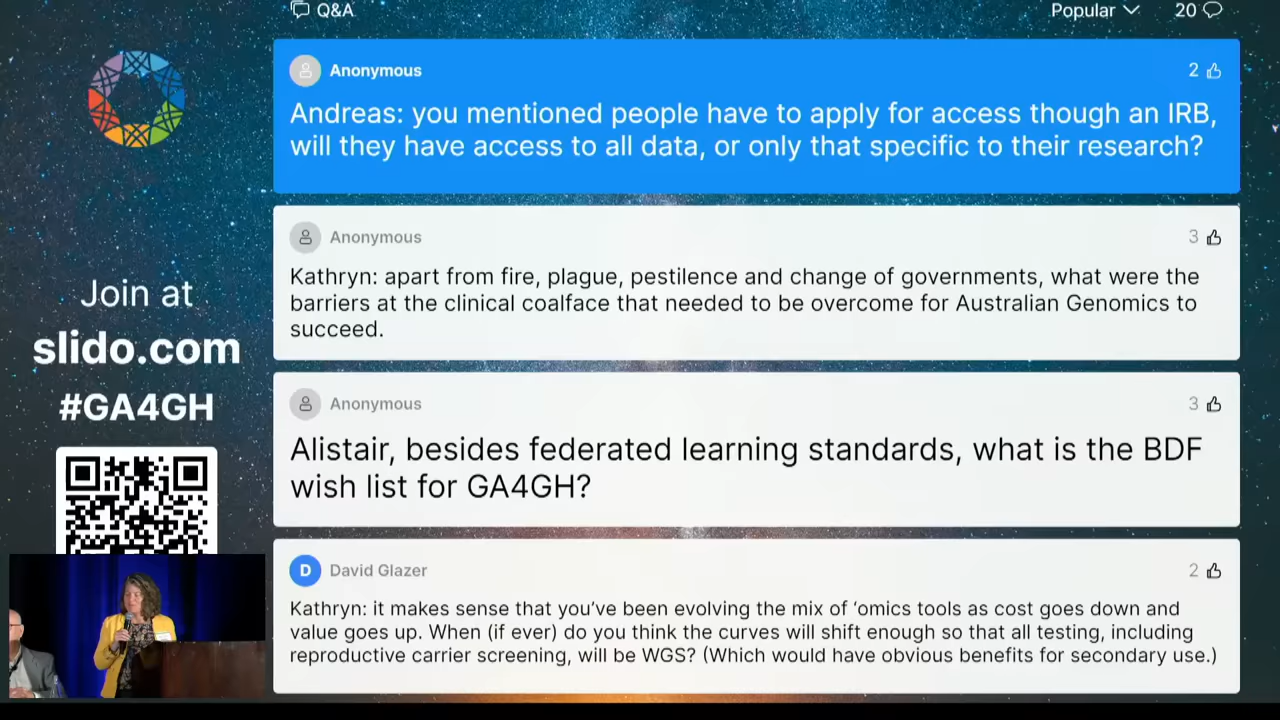 Q&A
Popular
20
Join at
slido.com
#GA4GH
Anonymous
2
Andreas: you mentioned people have to apply for access though an IRB,
will they have access to all data, or only that specific to their research?
Anonymous
3
Kathryn: apart from fire, plague, pestilence and change of governments, what were the
barriers at the clinical coalface that needed to be overcome for Australian Genomics to
succeed.
Anonymous
3
Alistair, besides federated learning standards, what is the BDF
wish list for GA4GH?
D
David Glazer
2
Kathryn: it makes sense that you’ve been evolving the mix of ‘omics tools as cost goes down and
value goes up. When (if ever) do you think the curves will shift enough so that all testing, including
reproductive carrier screening, will be WGS? (Which would have obvious benefits for secondary use.)